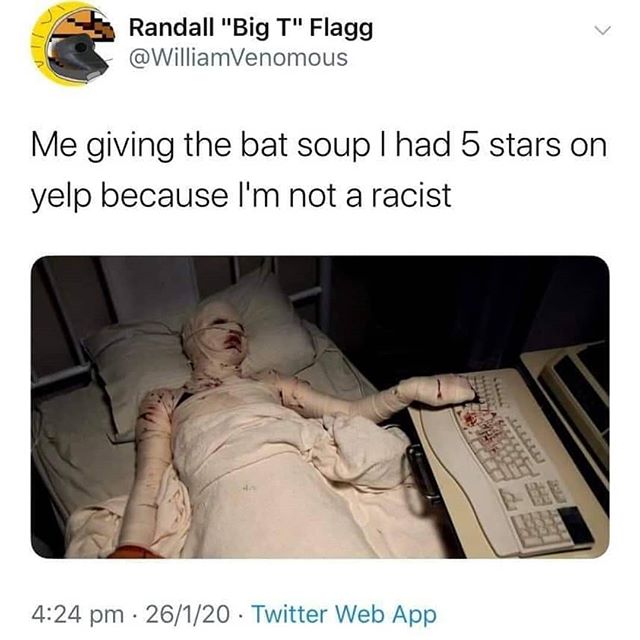 Randall "Big T" Flagg
@WilliamVenomous
Me giving the bat soup I had 5 stars on
yelp because I'm not a racist
4:24 pm · 26/1/20 · Twitter Web App